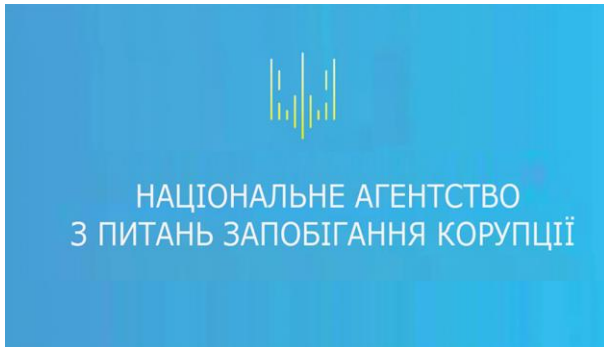 НАЦІОНАЛЬНЕ АГЕНТСТВО
З ПИТАНЬ ЗАПОБІГАННЯ КОРУПЦІЇ